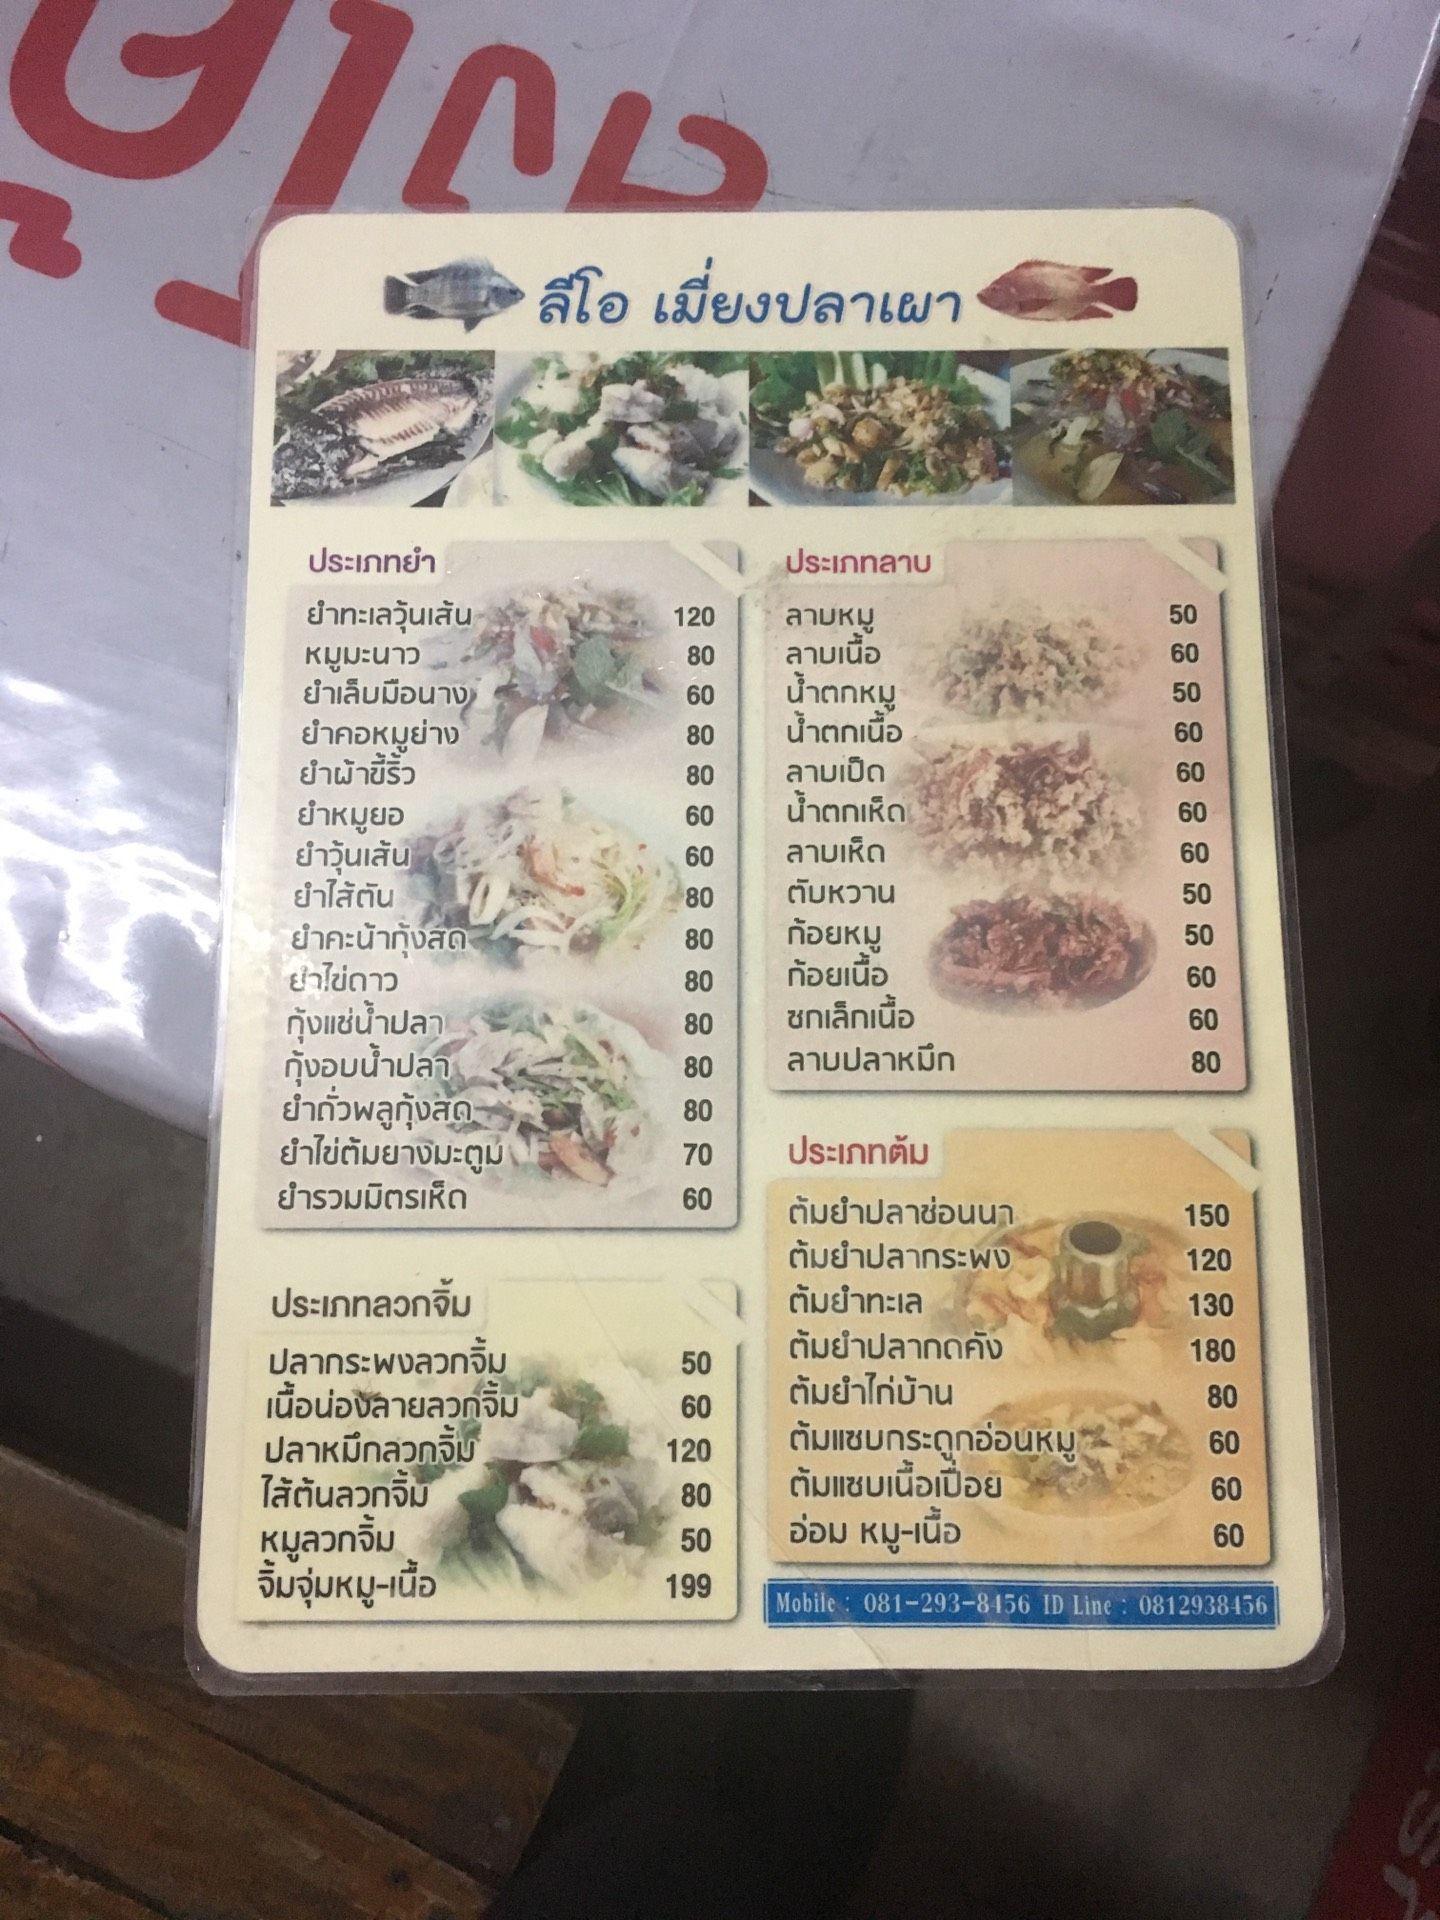 ลีโอ เมี่ยงปลาเผา
ประเภทยำ
ยำทะเลวุ้นเส้น 120
หมูมะนาว 80
ยำเล็บมือนาง 60
ยำคอหมูย่าง 80
ยำผ้าขี้ริ้ว 80
ยำหมูยอ 60
ยำวุ้นเส้น 60
ยำไส้ตัน 80
ยำคะน้ากุ้งสด 80
ยำไข่ดาว 80
กุ้งแช่น้ำปลา 80
กุ้งอบน้ำปลา 80
ยำถั่วพลูกุ้งสด 80
ยำไข่ต้มยางมะตูม 70
ยำรวมมิตรเห็ด 60
ประเภทลวกจิ้ม
ปลากระพงลวกจิ้ม 50
เนื้อน่องลายลวกจิ้ม 60
ปลาหมึกลวกจิ้ม 120
ไส้ต้นลวกจิ้ม 80
หมูลวกจิ้ม 50
จิ้มจุ่มหมู-เนื้อ 199
ประเภทลาบ
ลาบหมู 50
ลาบเนื้อ 60
น้ำตกหมู 50
น้ำตกเนื้อ 60
ลาบเป็ด 60
น้ำตกเห็ด 60
ลาบเห็ด 60
ตับหวาน 50
ก้อยหมู 50
ก้อยเนื้อ 60
ซกเล็กเนื้อ 60
ลาบปลาหมึก 80
ประเภทต้ม
ต้มยำปลาช่อนนา 150
ต้มยำปลากระพง 120
ต้มยำทะเล 130
ต้มยำปลากดคัง 180
ต้มยำไก่บ้าน 80
ต้มแซบกระดูกอ่อนหมู 60
ต้มแซบเนื้อเปื่อย 60
อ่อม หมู-เนื้อ 60
Mobile : 081-293-8456 ID Line : 0812938456